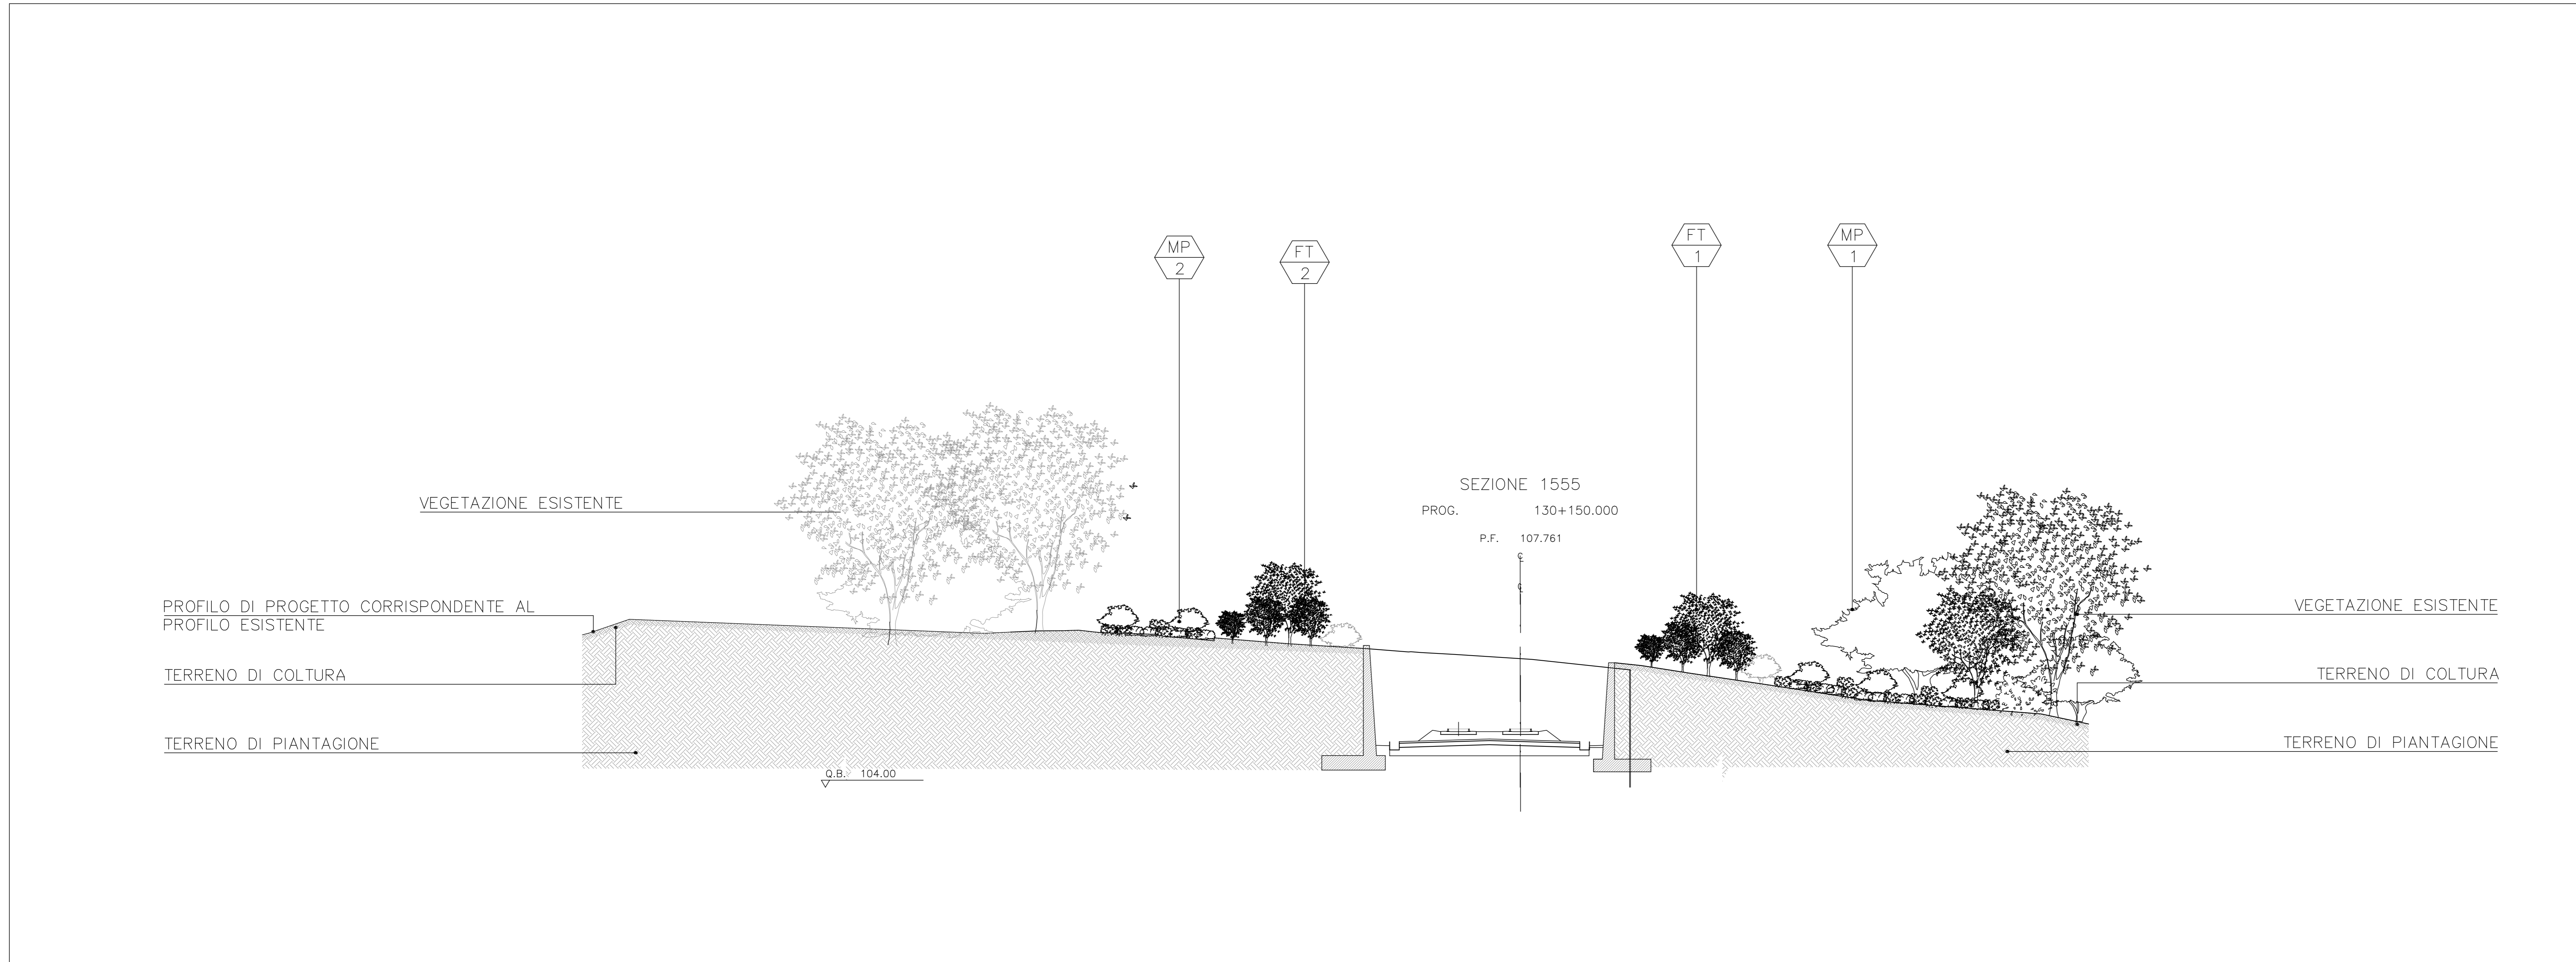 MP
2
FT
2
FT
1
MP
1
SEZIONE 1555
PROG. 130+150.000
P.F. 107.761
VEGETAZIONE ESISTENTE
PROFILO DI PROGETTO CORRISPONDENTE AL
PROFILO ESISTENTE
TERRENO DI COLTURA
TERRENO DI PIANTAGIONE
Q.B. 104.00
VEGETAZIONE ESISTENTE
TERRENO DI COLTURA
TERRENO DI PIANTAGIONE